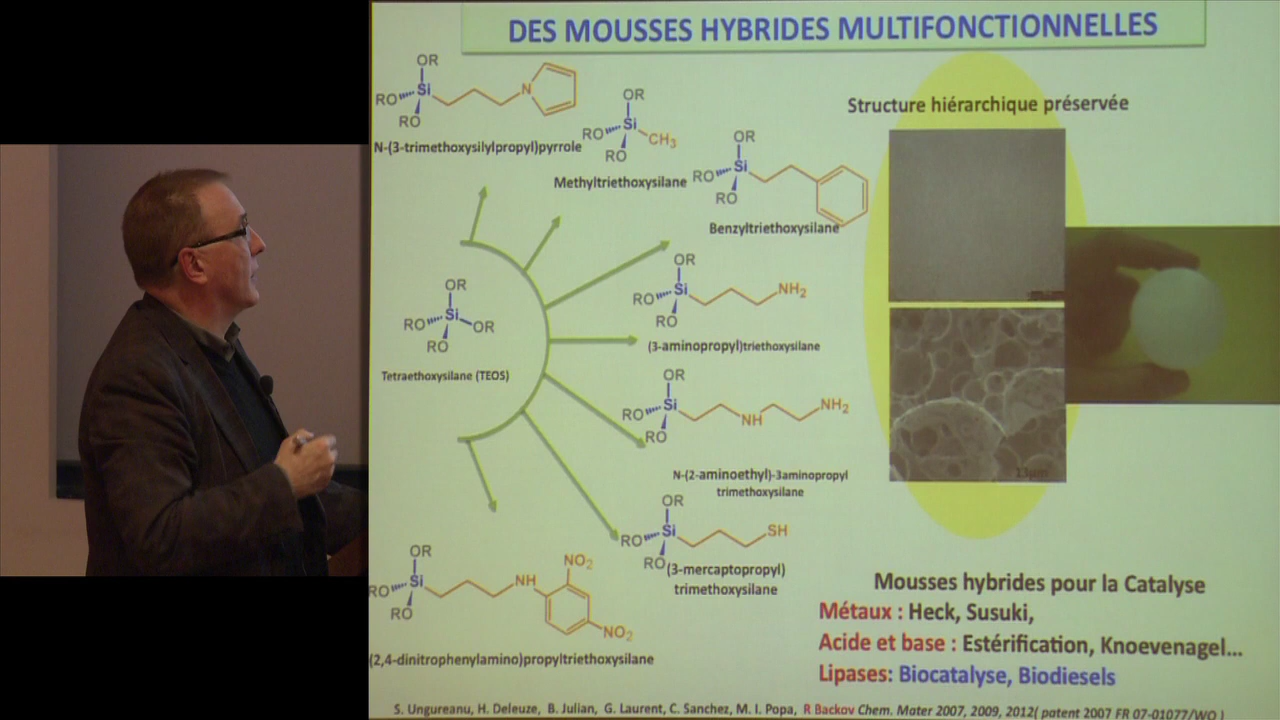 DES MOUSSES HYBRIDES MULTIFONCTIONNELLES
OR
RO
Si
N
RO
N-(3-trimethoxysilylpropyl)pyrrole
OR
RO
Si
CH3
RO
Methyltriethoxysilane
OR
RO
Si
RO
Benzyltriethoxysilane
OR
RO
Si
NH2
RO
(3-aminopropyl)triethoxysilane
OR
RO
Si
OR
RO
Tetraethoxysilane (TEOS)
OR
RO
Si
NH
NH2
RO
N-(2-aminoethyl)-3aminopropyl
trimethoxysilane
OR
RO
Si
SH
RO
(3-mercaptopropyl)
trimethoxysilane
OR
RO
Si
NH
NO2
RO
NO2
(2,4-dinitrophenylamino)propyltriethoxysilane
Structure hiérarchique préservée
13µm
Mousses hybrides pour la Catalyse
Métaux : Heck, Susuki,
Acide et base : Estérification, Knoevenagel...
Lipases: Biocatalyse, Biodiesels
S. Ungureanu, H. Deleuze, B. Julian, G. Laurent, C. Sanchez, M. I. Popa, R Backov Chem. Mater 2007, 2009, 2012( patent 2007 FR 07-01077/WO )